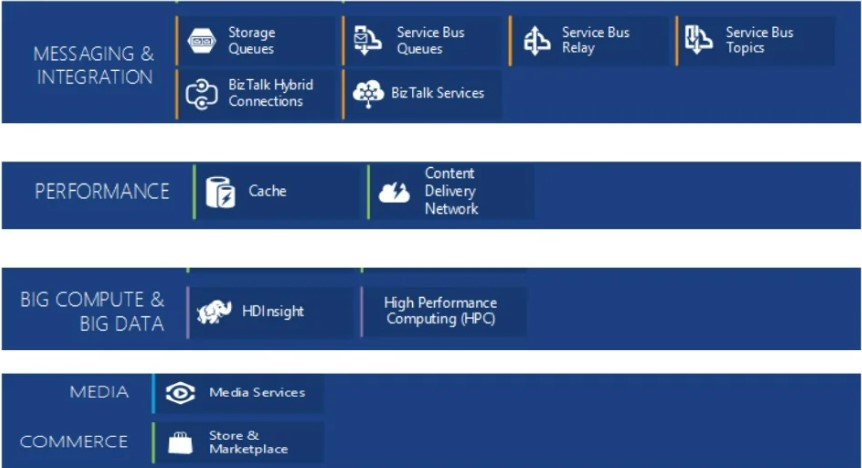 MESSAGING &
INTEGRATION
Storage
Queues
Service Bus
Queues
Service Bus
Relay
Service Bus
Topics
BizTalk Hybrid
Connections
BizTalk Services
PERFORMANCE
Cache
Content
Delivery
Network
BIG COMPUTE &
BIG DATA
HDInsight
High Performance
Computing (HPC)
MEDIA
Media Services
COMMERCE
Store &
Marketplace